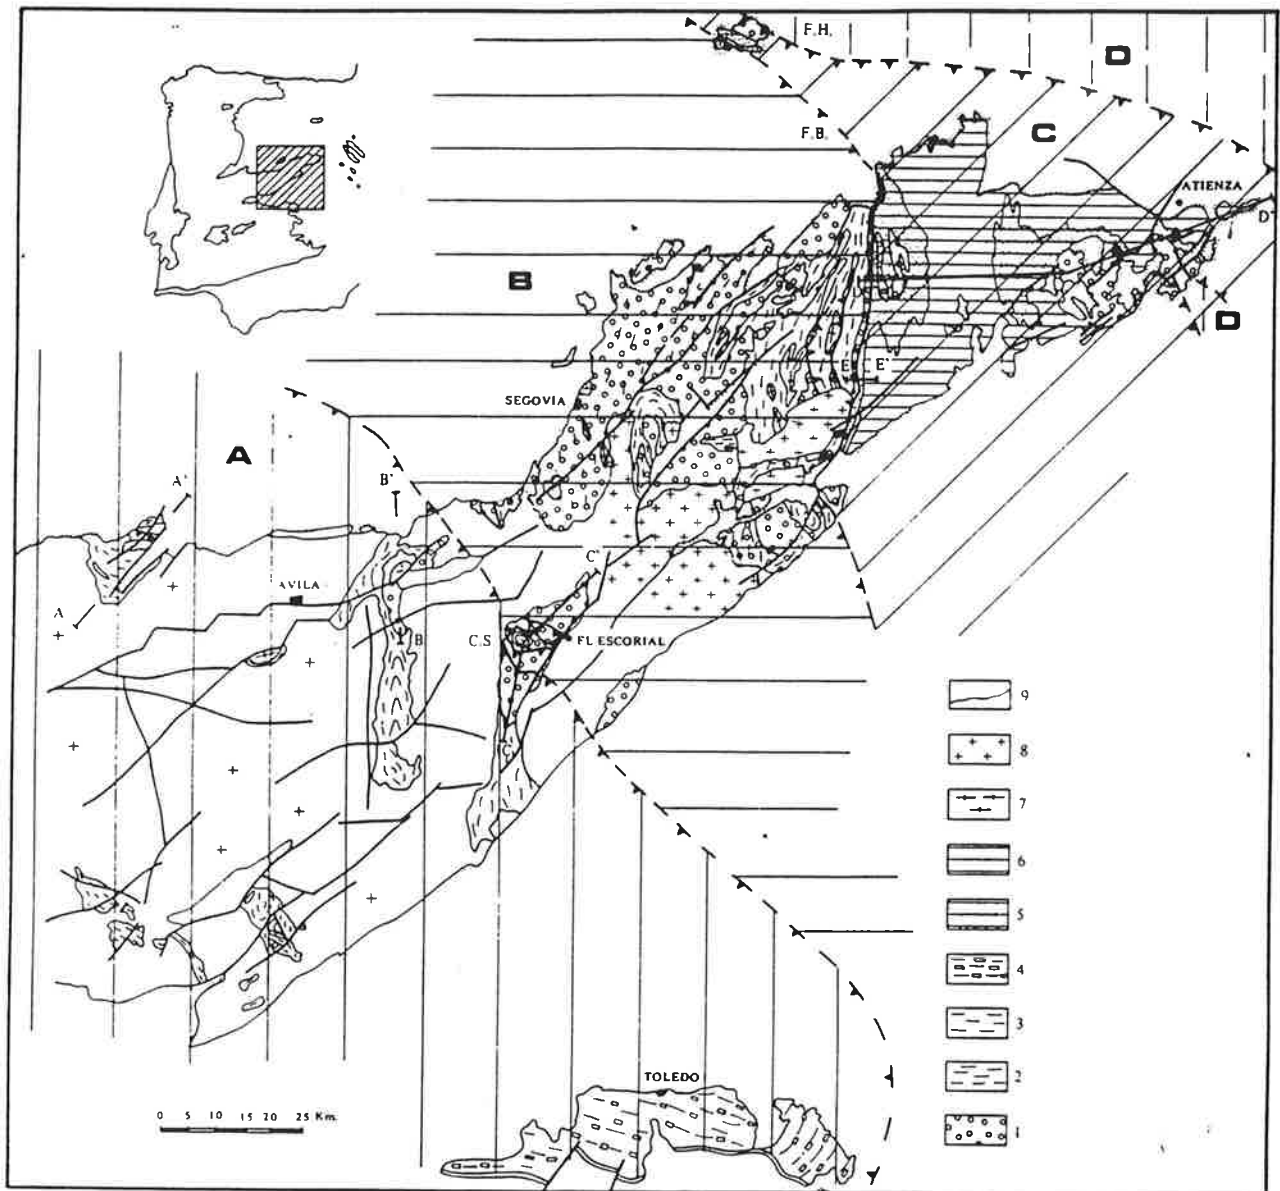 F.H.
D
F.B.
C
ATIENZA
D'
B
D
E E'
SEGOVIA
A
A'
B'
C'
AVILA
A
B
C.S
EL ESCORIAL
C
9
8
7
6
5
4
3
2
1
TOLEDO
0 5 10 15 20 25 Km.